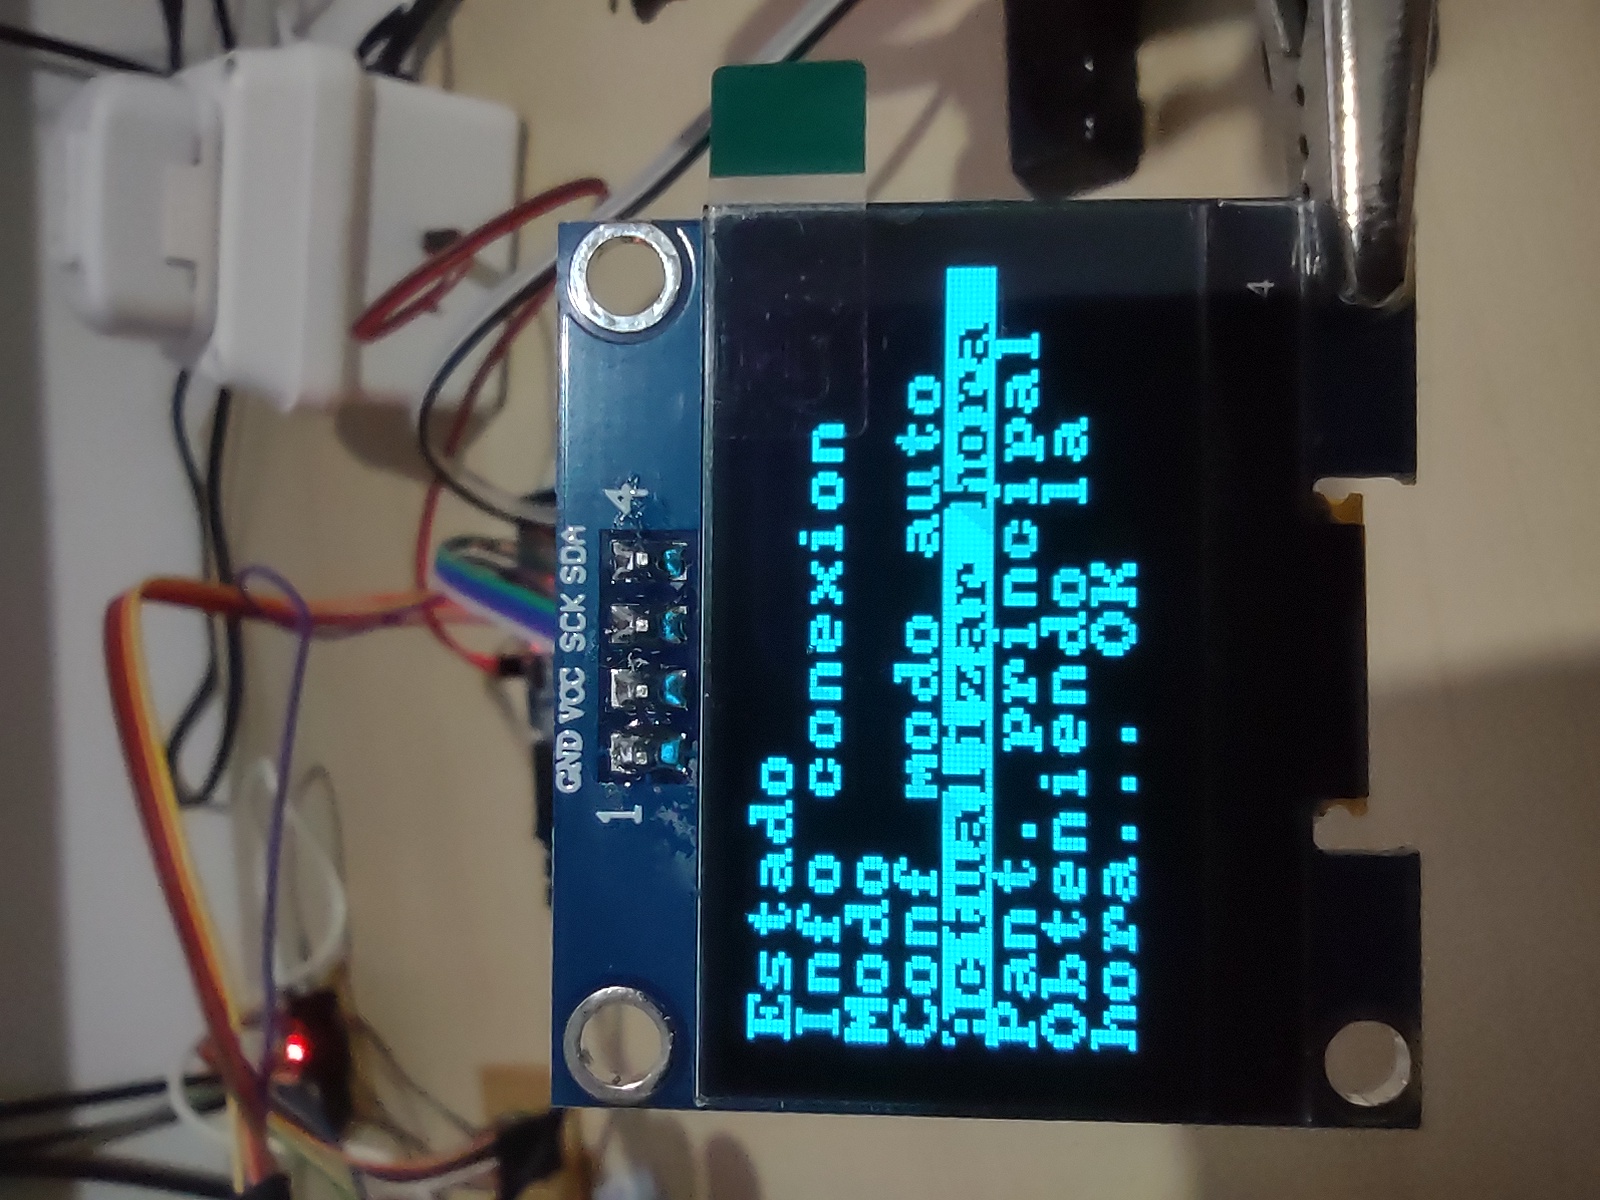 GND VCC SCK SDA
1 4
Estado
Info conexion
Modo
Conf modo auto
Actualizar hora
Pant. principal
Obteniendo la
hora... OK
4